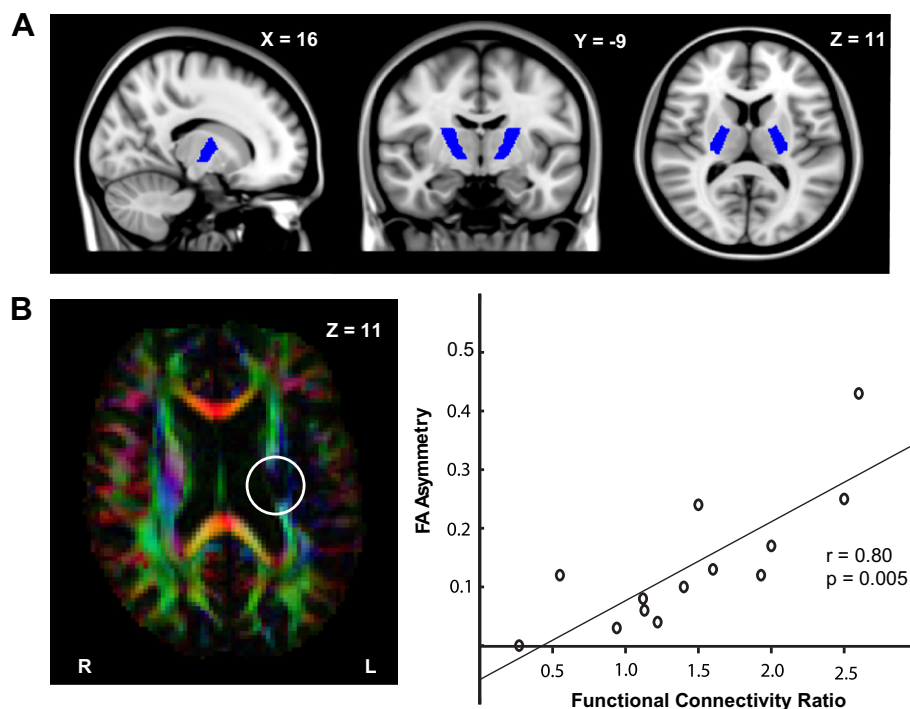 A
X = 16
Y = -9
Z = 11
B
Z = 11
R
L
FA Asymmetry
0.5
0.4
0.3
0.2
0.1
r = 0.80
p = 0.005
0.5
1.0
1.5
2.0
2.5
Functional Connectivity Ratio